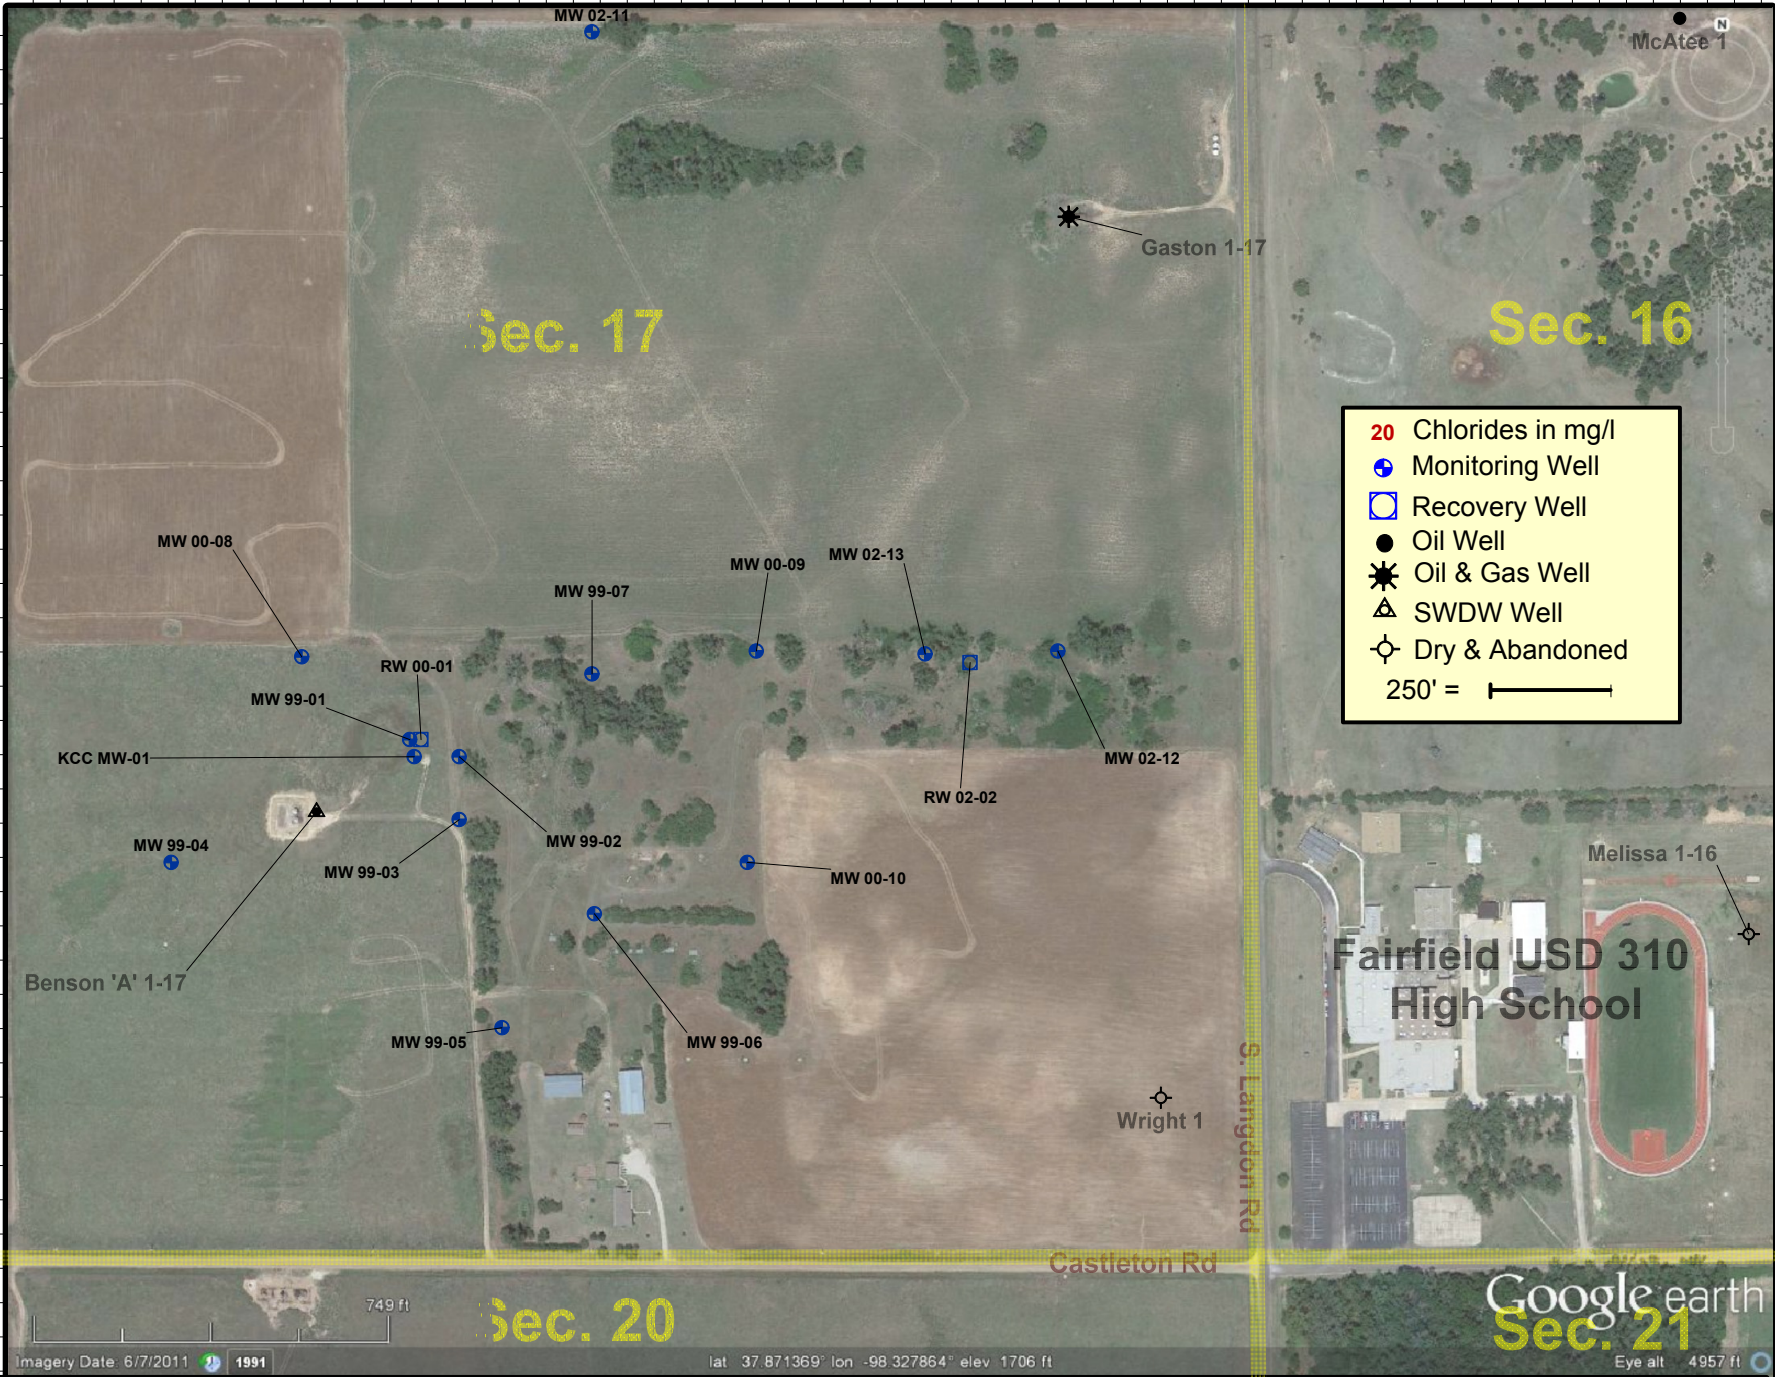 MW 02-11
N
McAtee 1
Gaston 1-17
Sec. 17
Sec. 16
20 Chlorides in mg/l
Monitoring Well
Recovery Well
Oil Well
Oil & Gas Well
SWDW Well
Dry & Abandoned
250' =
MW 00-08
MW 02-13
MW 00-09
MW 99-07
RW 00-01
MW 99-01
KCC MW-01
MW 02-12
RW 02-02
MW 99-02
MW 99-04
MW 99-03
MW 00-10
Melissa 1-16
Fairfield USD 310
High School
Benson 'A' 1-17
MW 99-05
MW 99-06
Wright 1
S. Langdon Rd
Castleton Rd
749 ft
Sec. 20
Google earth
Sec. 21
Imagery Date: 6/7/2011 1991
lat 37.871369° lon -98.327864° elev 1706 ft
Eye alt 4957 ft